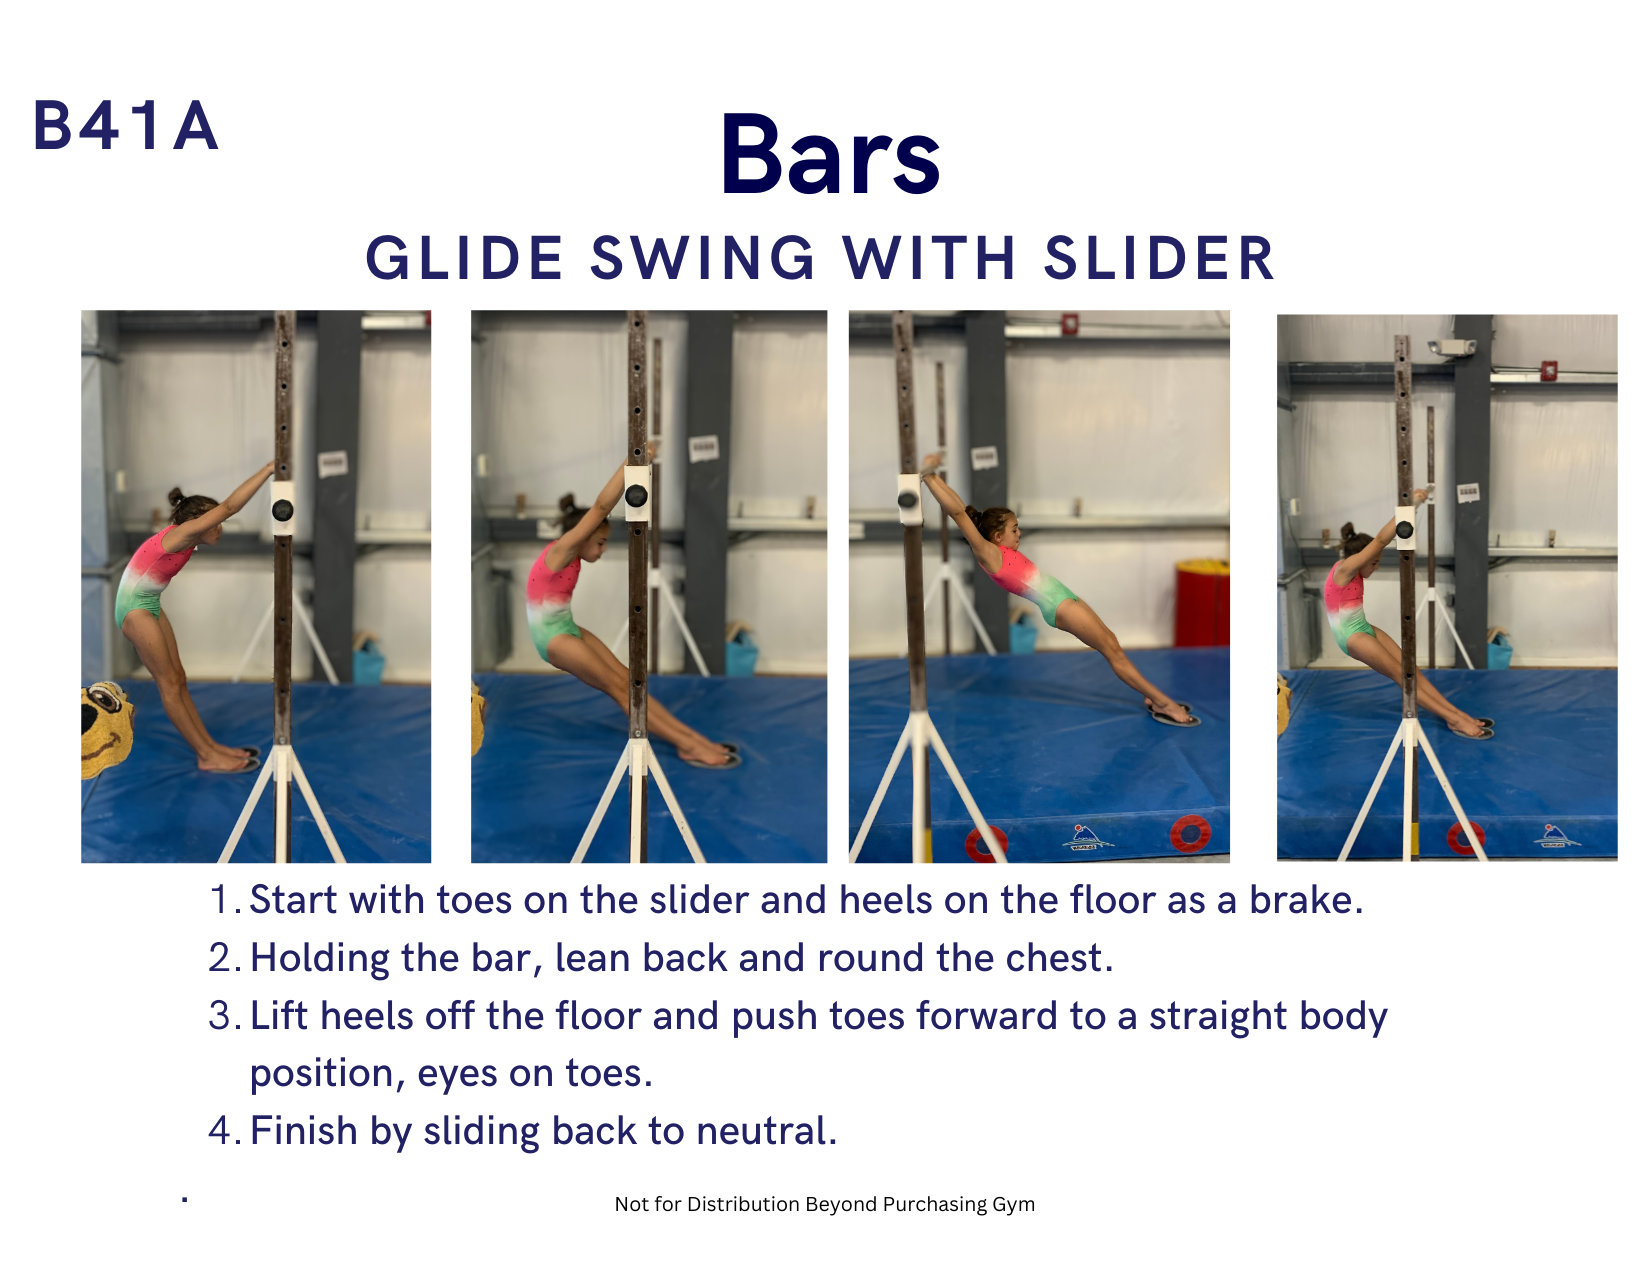 B41A
Bars
GLIDE SWING WITH SLIDER
1. Start with toes on the slider and heels on the floor as a brake.
2. Holding the bar, lean back and round the chest.
3. Lift heels off the floor and push toes forward to a straight body
position, eyes on toes.
4. Finish by sliding back to neutral.
.
Not for Distribution Beyond Purchasing Gym